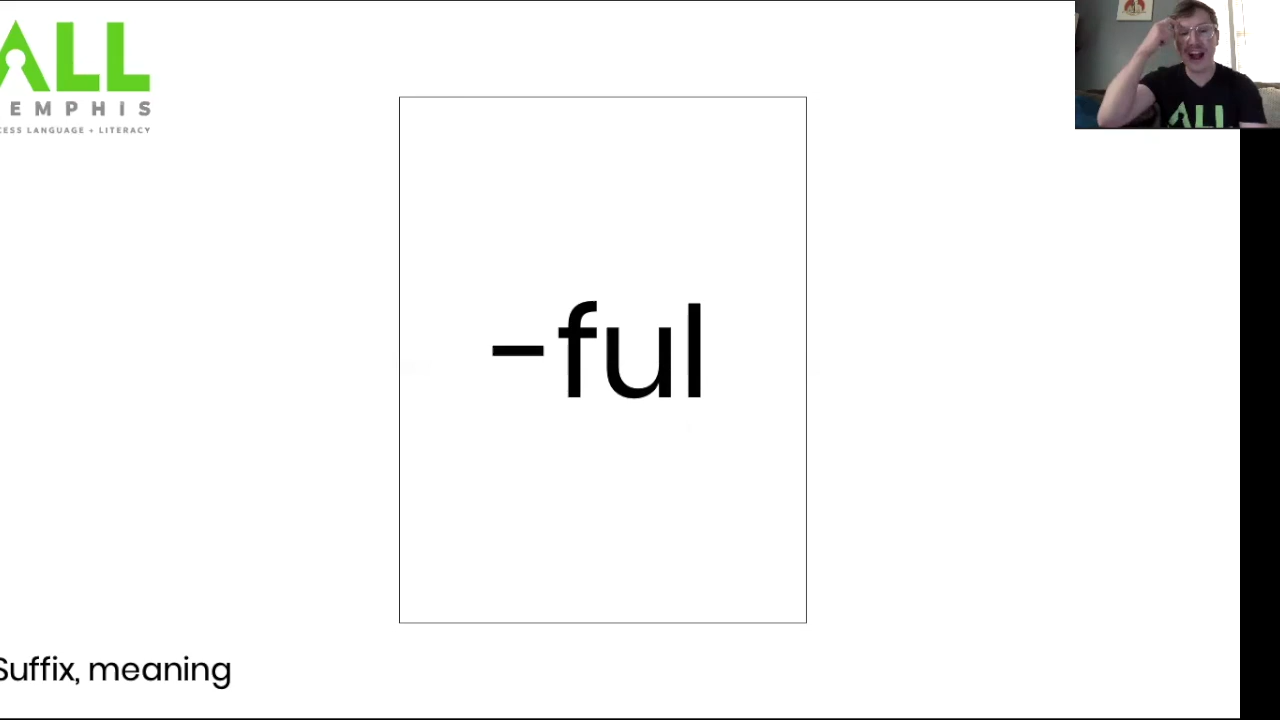 ALL
EMPHIS
CESS LANGUAGE + LITERACY
ALL
-ful
Suffix, meaning